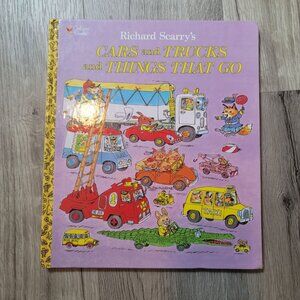 Richard Scarry's
CARS and TRUCKS
and THINGS THAT GO